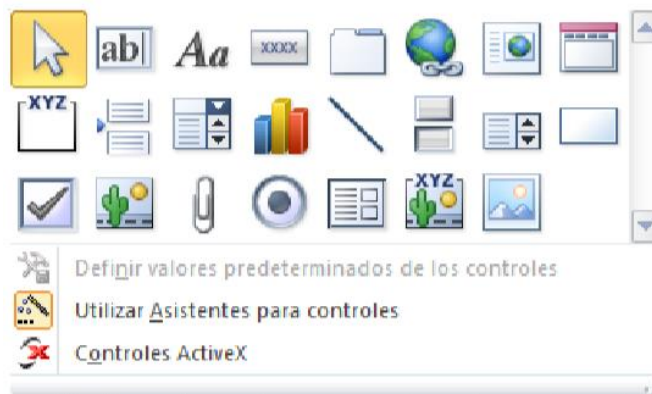 ab
Aa
XXXX
XYZ
XYZ
Definir valores predeterminados de los controles
Utilizar Asistentes para controles
Controles ActiveX